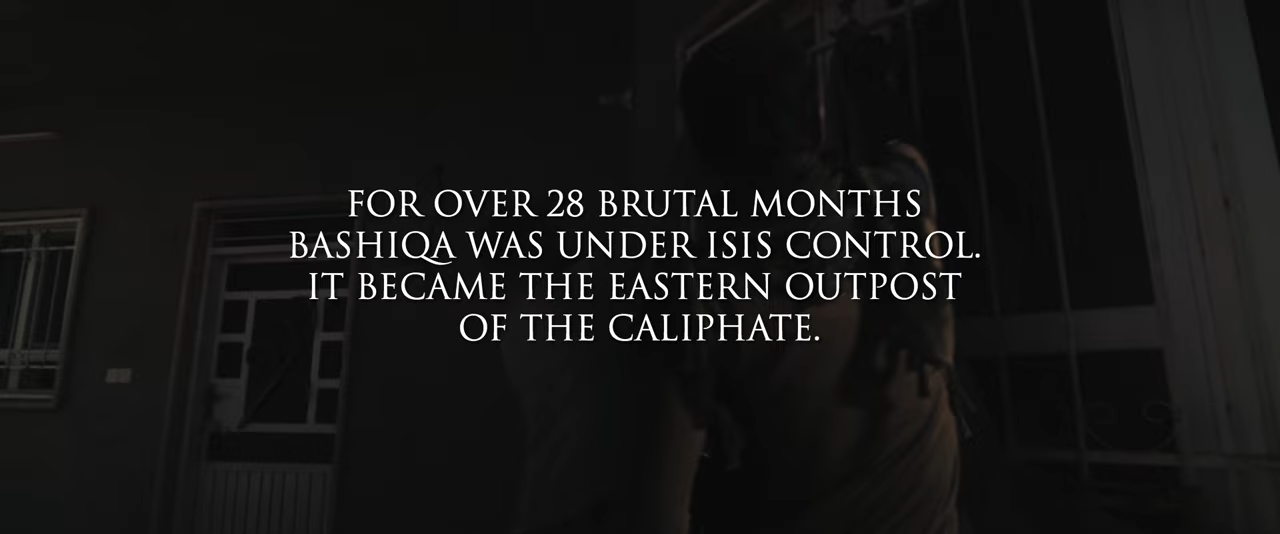 FOR OVER 28 BRUTAL MONTHS
BASHIQA WAS UNDER ISIS CONTROL.
IT BECAME THE EASTERN OUTPOST
OF THE CALIPHATE.